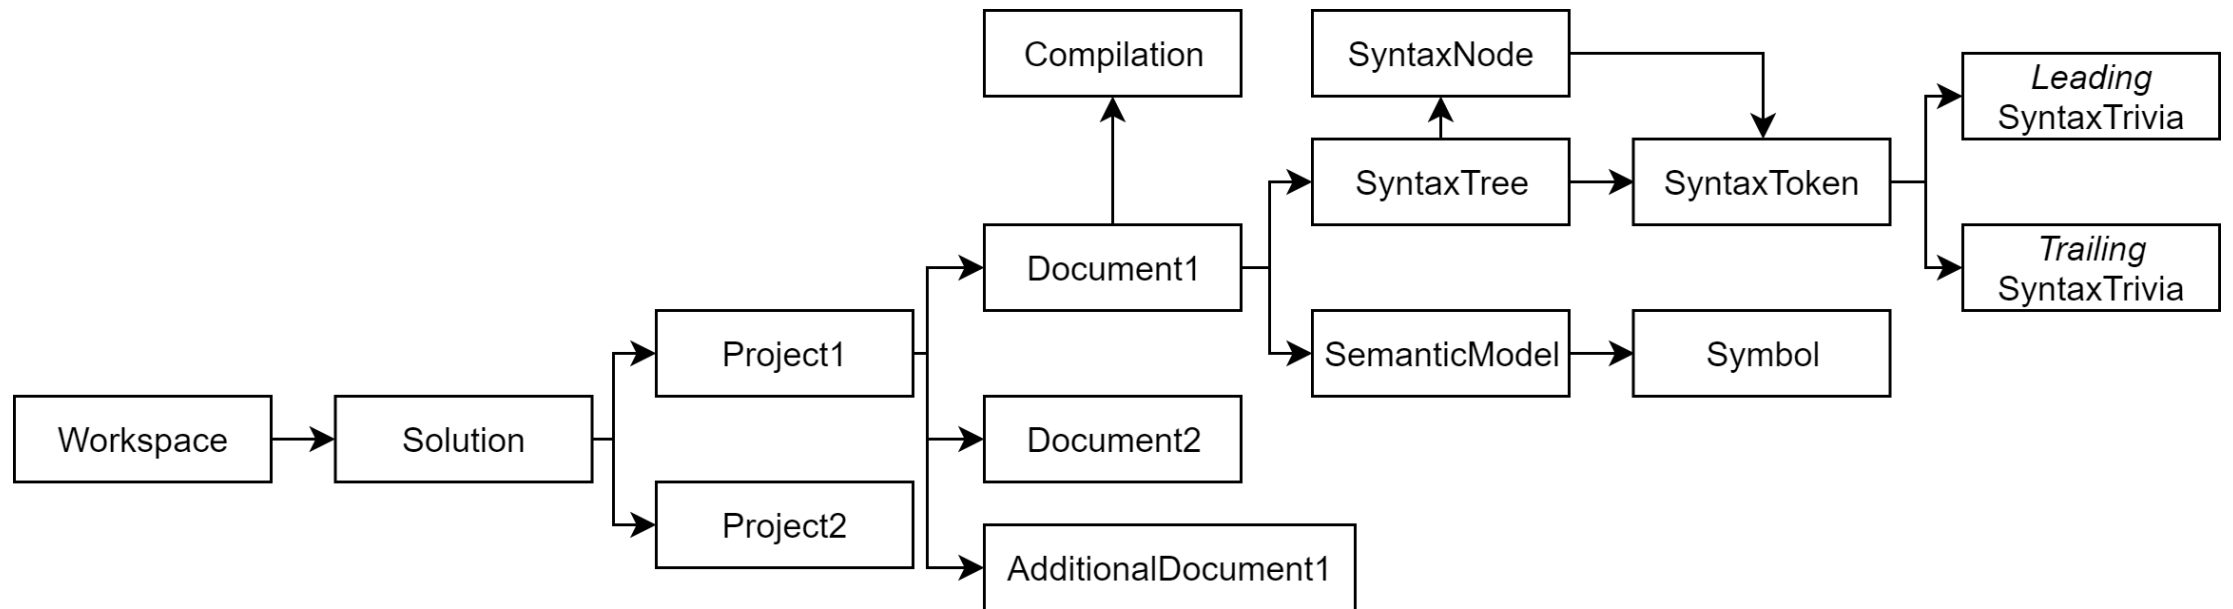 Compilation
SyntaxNode
Leading
SyntaxTrivia
SyntaxTree
SyntaxToken
Document1
Trailing
SyntaxTrivia
Project1
SemanticModel
Symbol
Workspace
Solution
Document2
Project2
AdditionalDocument1